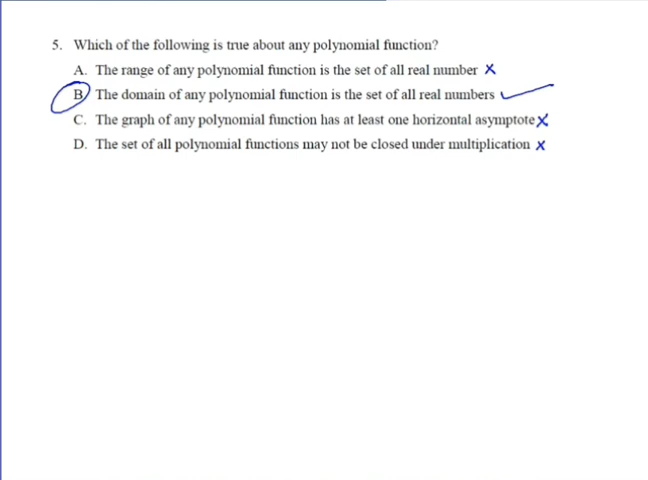 5. Which of the following is true about any polynomial function?
A. The range of any polynomial function is the set of all real number ✗
B. The domain of any polynomial function is the set of all real numbers ✓
C. The graph of any polynomial function has at least one horizontal asymptote ✗
D. The set of all polynomial functions may not be closed under multiplication ✗